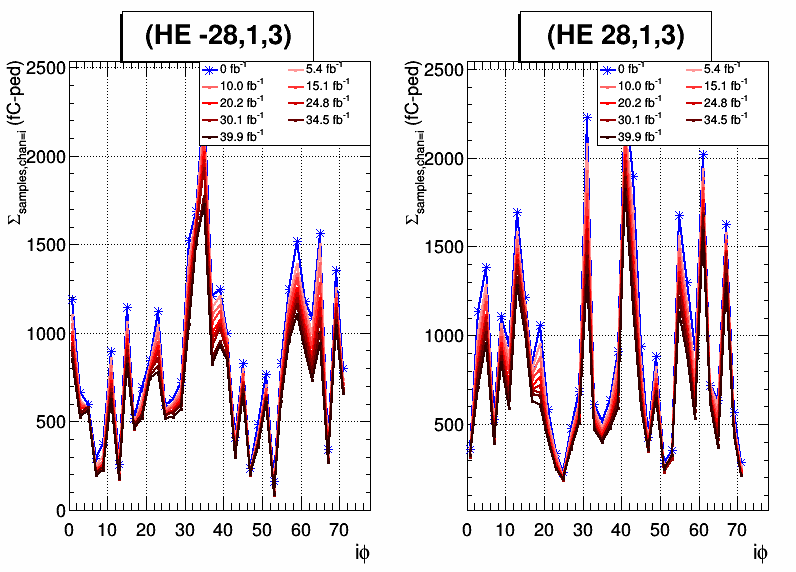 (HE -28,1,3)
Σsamples,chan=i (fC-ped)
0 fb-1 5.4 fb-1
10.0 fb-1 15.1 fb-1
20.2 fb-1 24.8 fb-1
30.1 fb-1 34.5 fb-1
39.9 fb-1
2500
2000
1500
1000
500
0
0 10 20 30 40 50 60 70
iϕ
(HE 28,1,3)
Σsamples,chan=i (fC-ped)
0 fb-1 5.4 fb-1
10.0 fb-1 15.1 fb-1
20.2 fb-1 24.8 fb-1
30.1 fb-1 34.5 fb-1
39.9 fb-1
2500
2000
1500
1000
500
0 10 20 30 40 50 60 70
iϕ